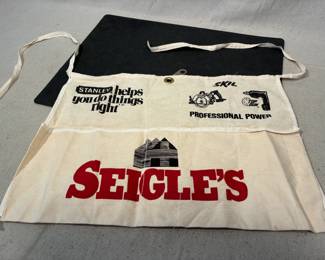 STANLEY helps
you do things
right
SKIL
PROFESSIONAL POWER
SEIGLE'S